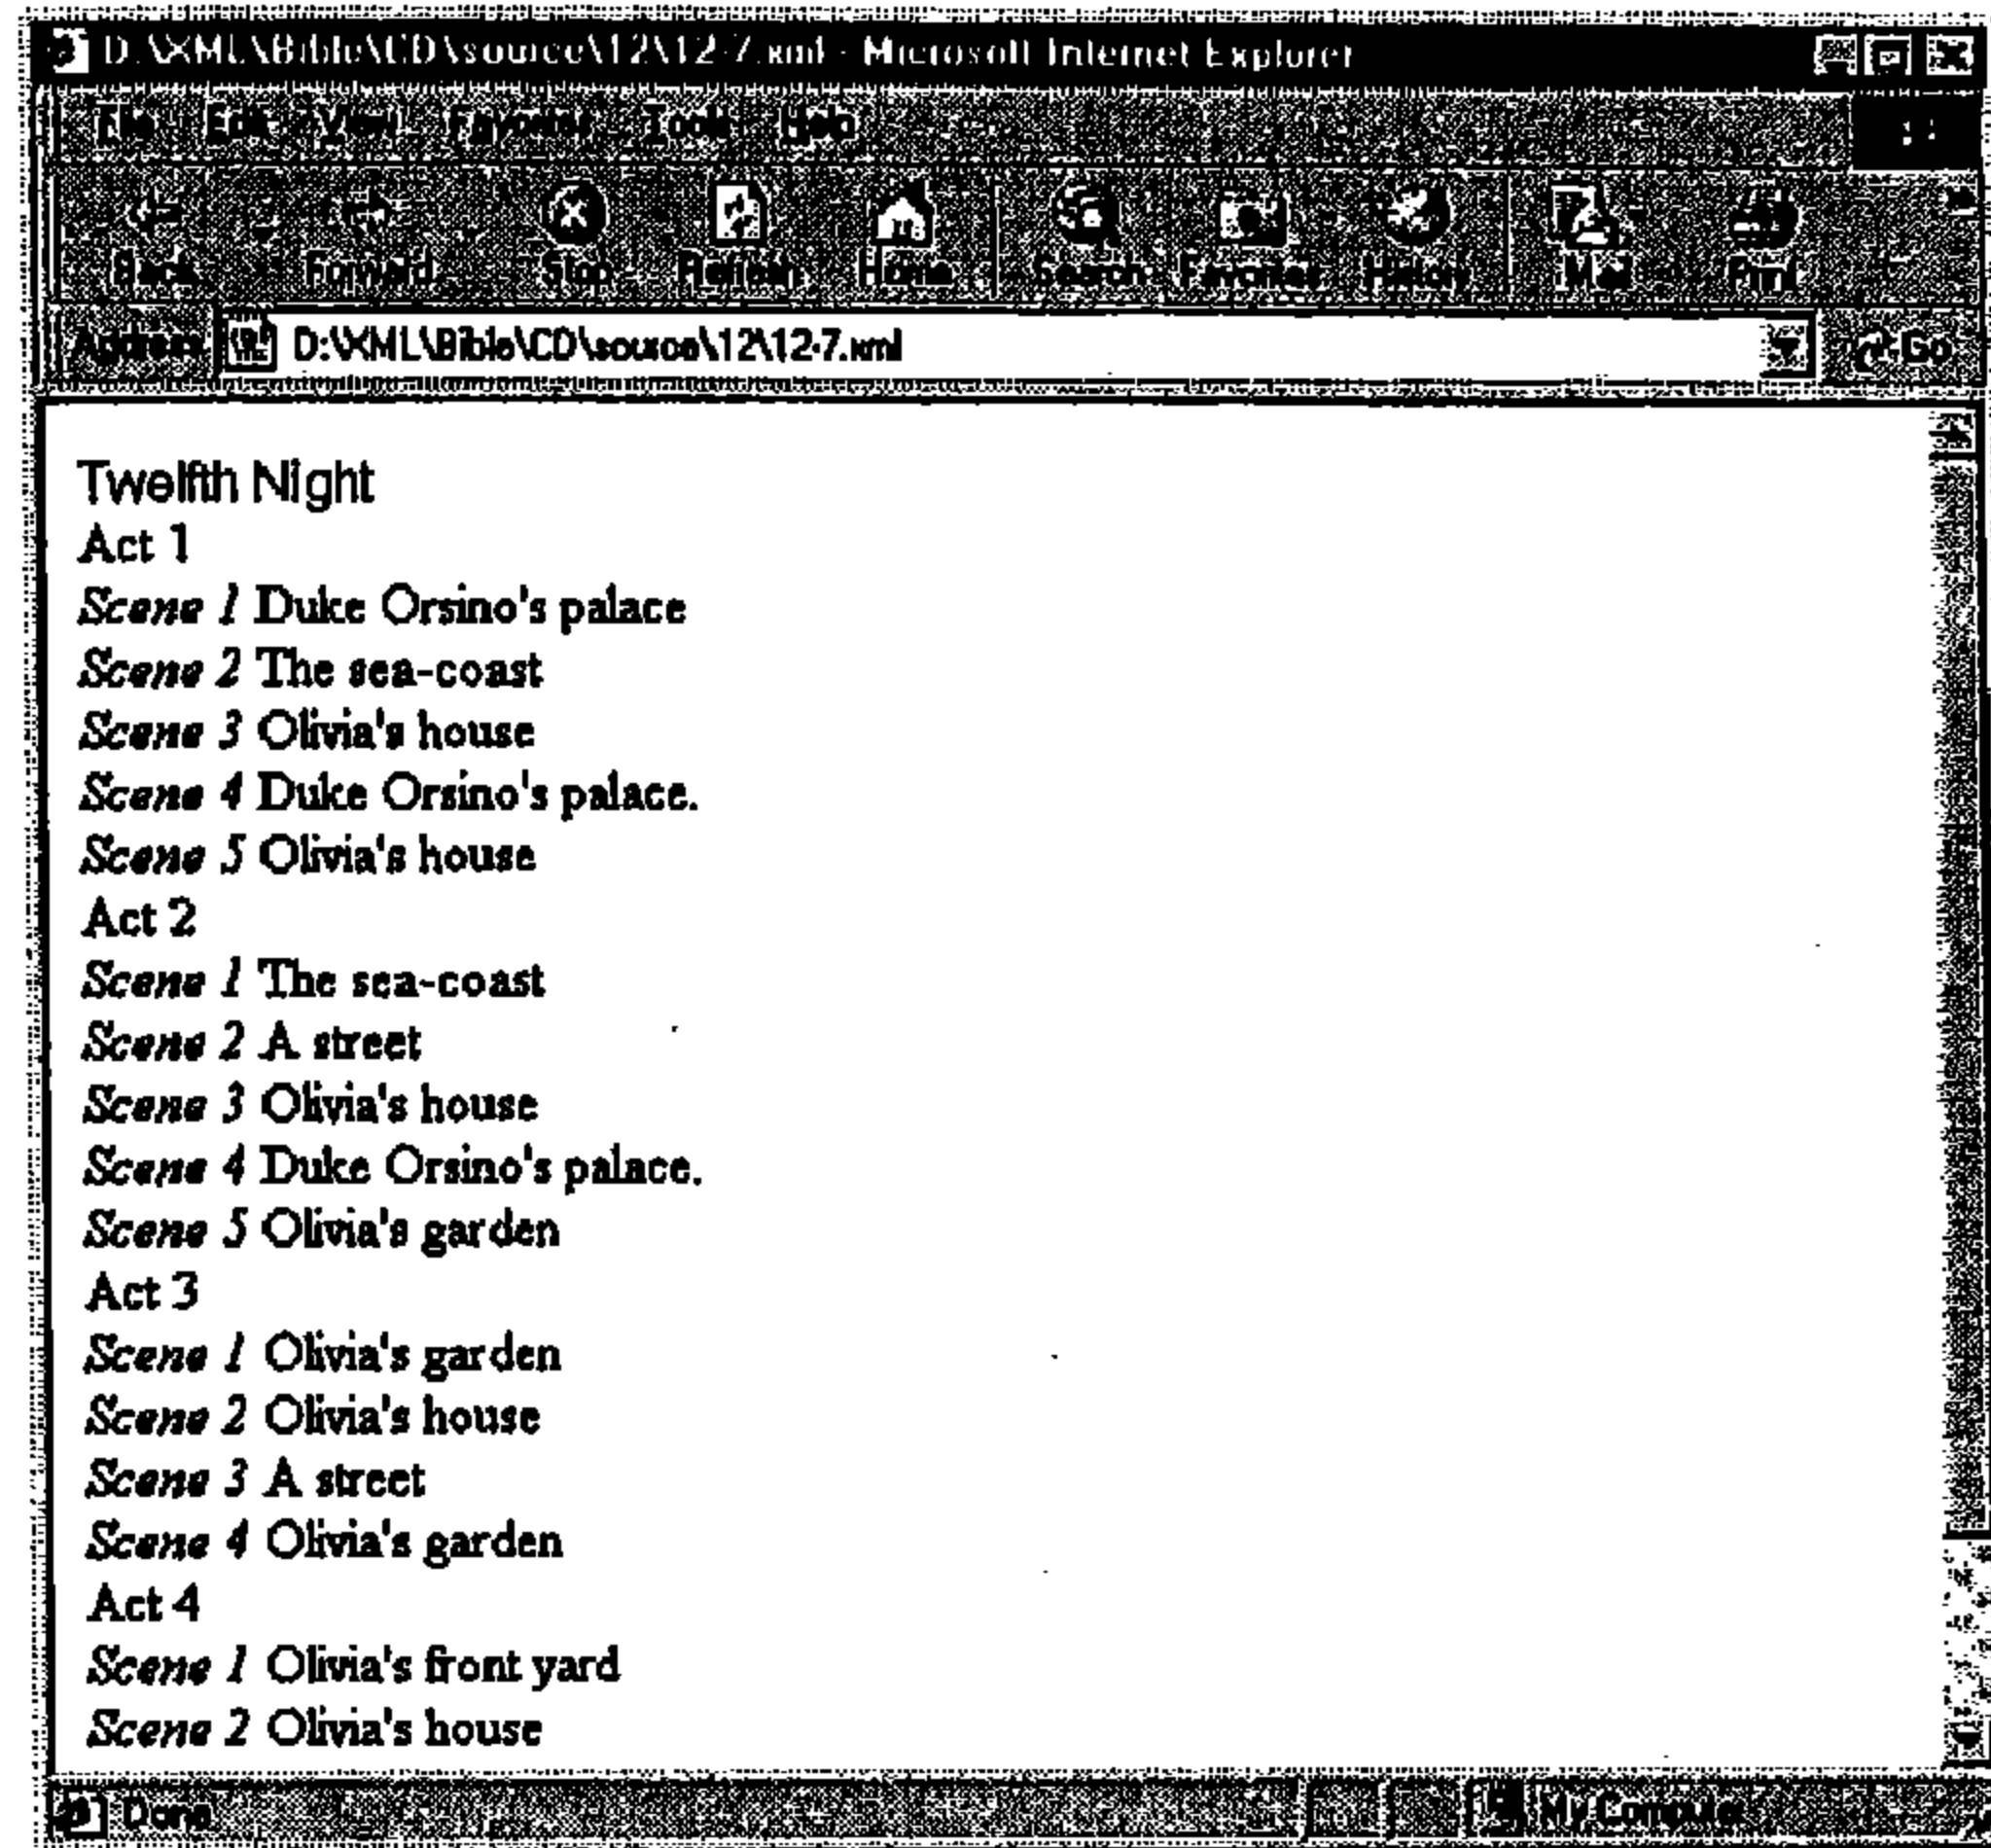 D:\XML\Bible\CD\source\12\12-7.xml - Microsoft Internet Explorer
File Edit View Favorites Tools Help
Back Forward Stop Refresh Home Search Favorites History Mail Print
Address D:\XML\Bible\CD\source\12\12-7.xml Go
Twelfth Night
Act 1
Scene 1 Duke Orsino's palace
Scene 2 The sea-coast
Scene 3 Olivia's house
Scene 4 Duke Orsino's palace.
Scene 5 Olivia's house
Act 2
Scene 1 The sea-coast
Scene 2 A street
Scene 3 Olivia's house
Scene 4 Duke Orsino's palace.
Scene 5 Olivia's garden
Act 3
Scene 1 Olivia's garden
Scene 2 Olivia's house
Scene 3 A street
Scene 4 Olivia's garden
Act 4
Scene 1 Olivia's front yard
Scene 2 Olivia's house
Done My Computer